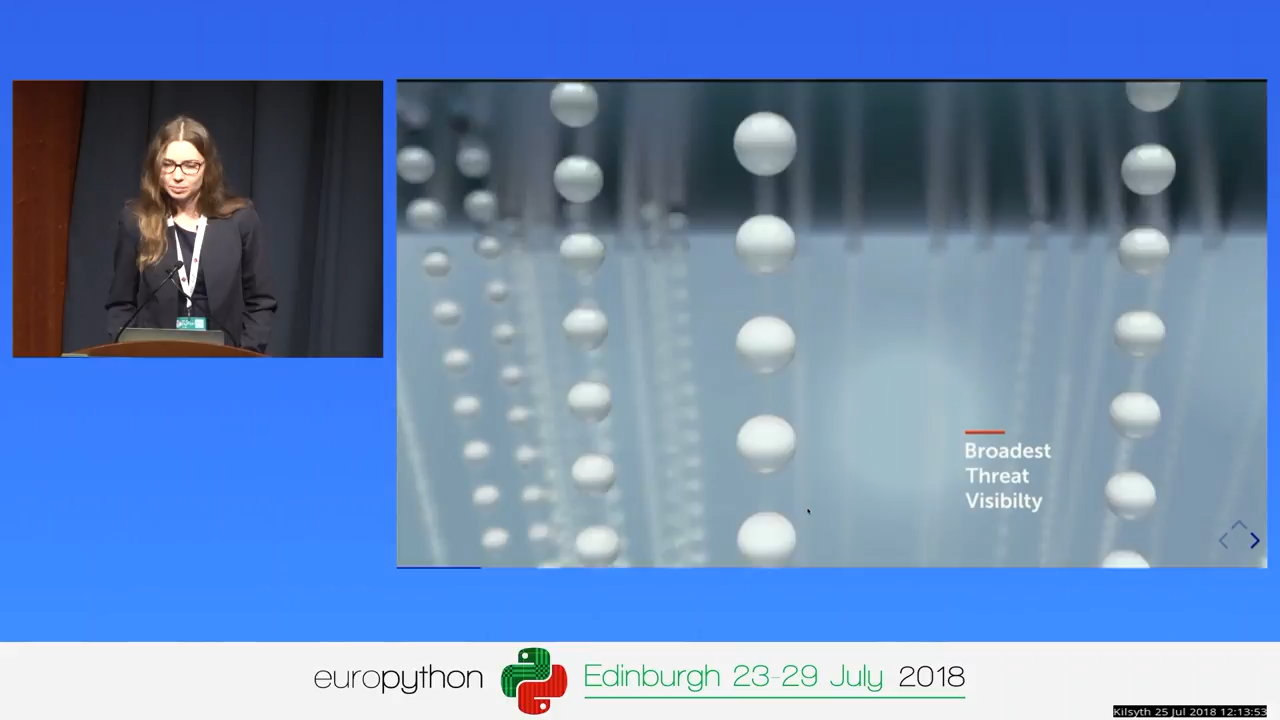 Broadest
Threat
Visibilty
europython
Edinburgh 23-29 July 2018
Kilsyth 25 Jul 2018 12:13:53